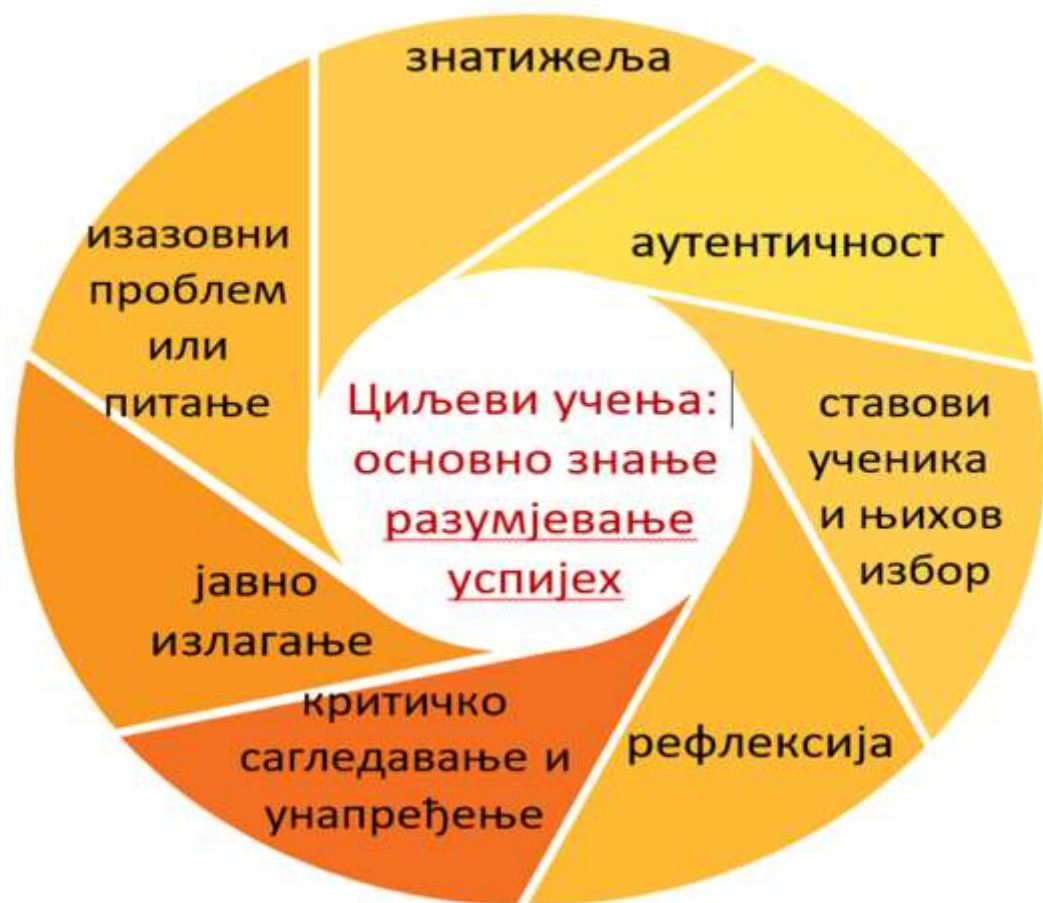 знатижеља
аутентичност
изазовни
проблем
или
питање
Циљеви учења:
основно знање
разумјевање
успијех
ставови
ученика
и њихов
избор
јавно
излагање
критичко
сагледавање и
унапређење
рефлексија